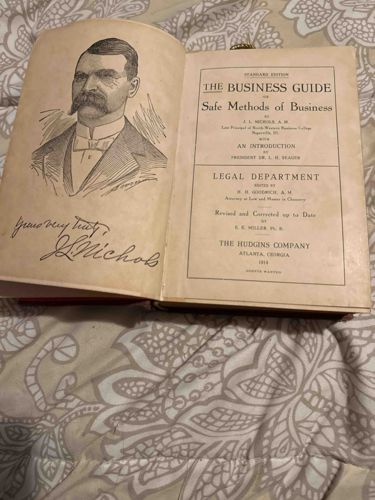 Yours very truly,
J. L. Nichols
STANDARD EDITION
THE BUSINESS GUIDE
OR
Safe Methods of Business
BY
J. L. NICHOLS, A. M.
Late Principal of North-Western Business College
Naperville, Ill.
WITH
AN INTRODUCTION
BY
PRESIDENT DR. L. H. SEAGER
LEGAL DEPARTMENT
EDITED BY
H. H. GOODRICH, A. M
Attorney at Law and Master in Chancery
Revised and Corrected up to Date
BY
E. E. MILLER, Ph. B.
THE HUDGINS COMPANY
ATLANTA, GEORGIA
AGENTS WANTED